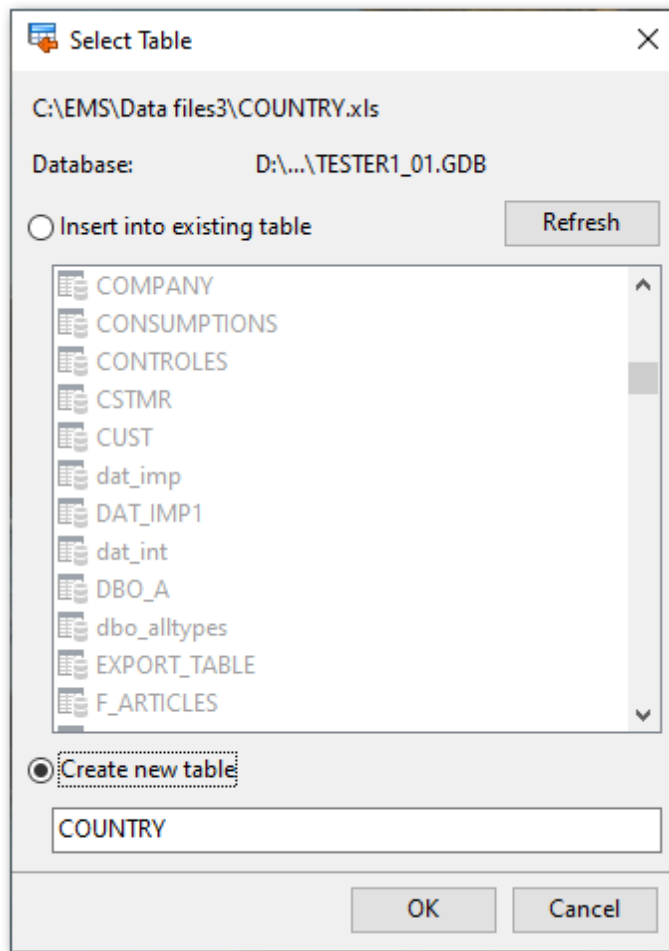 Select Table
C:\EMS\Data files3\COUNTRY.xls
Database: D:\...\TESTER1_01.GDB
Insert into existing table Refresh
COMPANY
CONSUMPTIONS
CONTROLES
CSTMR
CUST
dat_imp
DAT_IMP1
dat_int
DBO_A
dbo_alltypes
EXPORT_TABLE
F_ARTICLES
Create new table
COUNTRY
OK Cancel